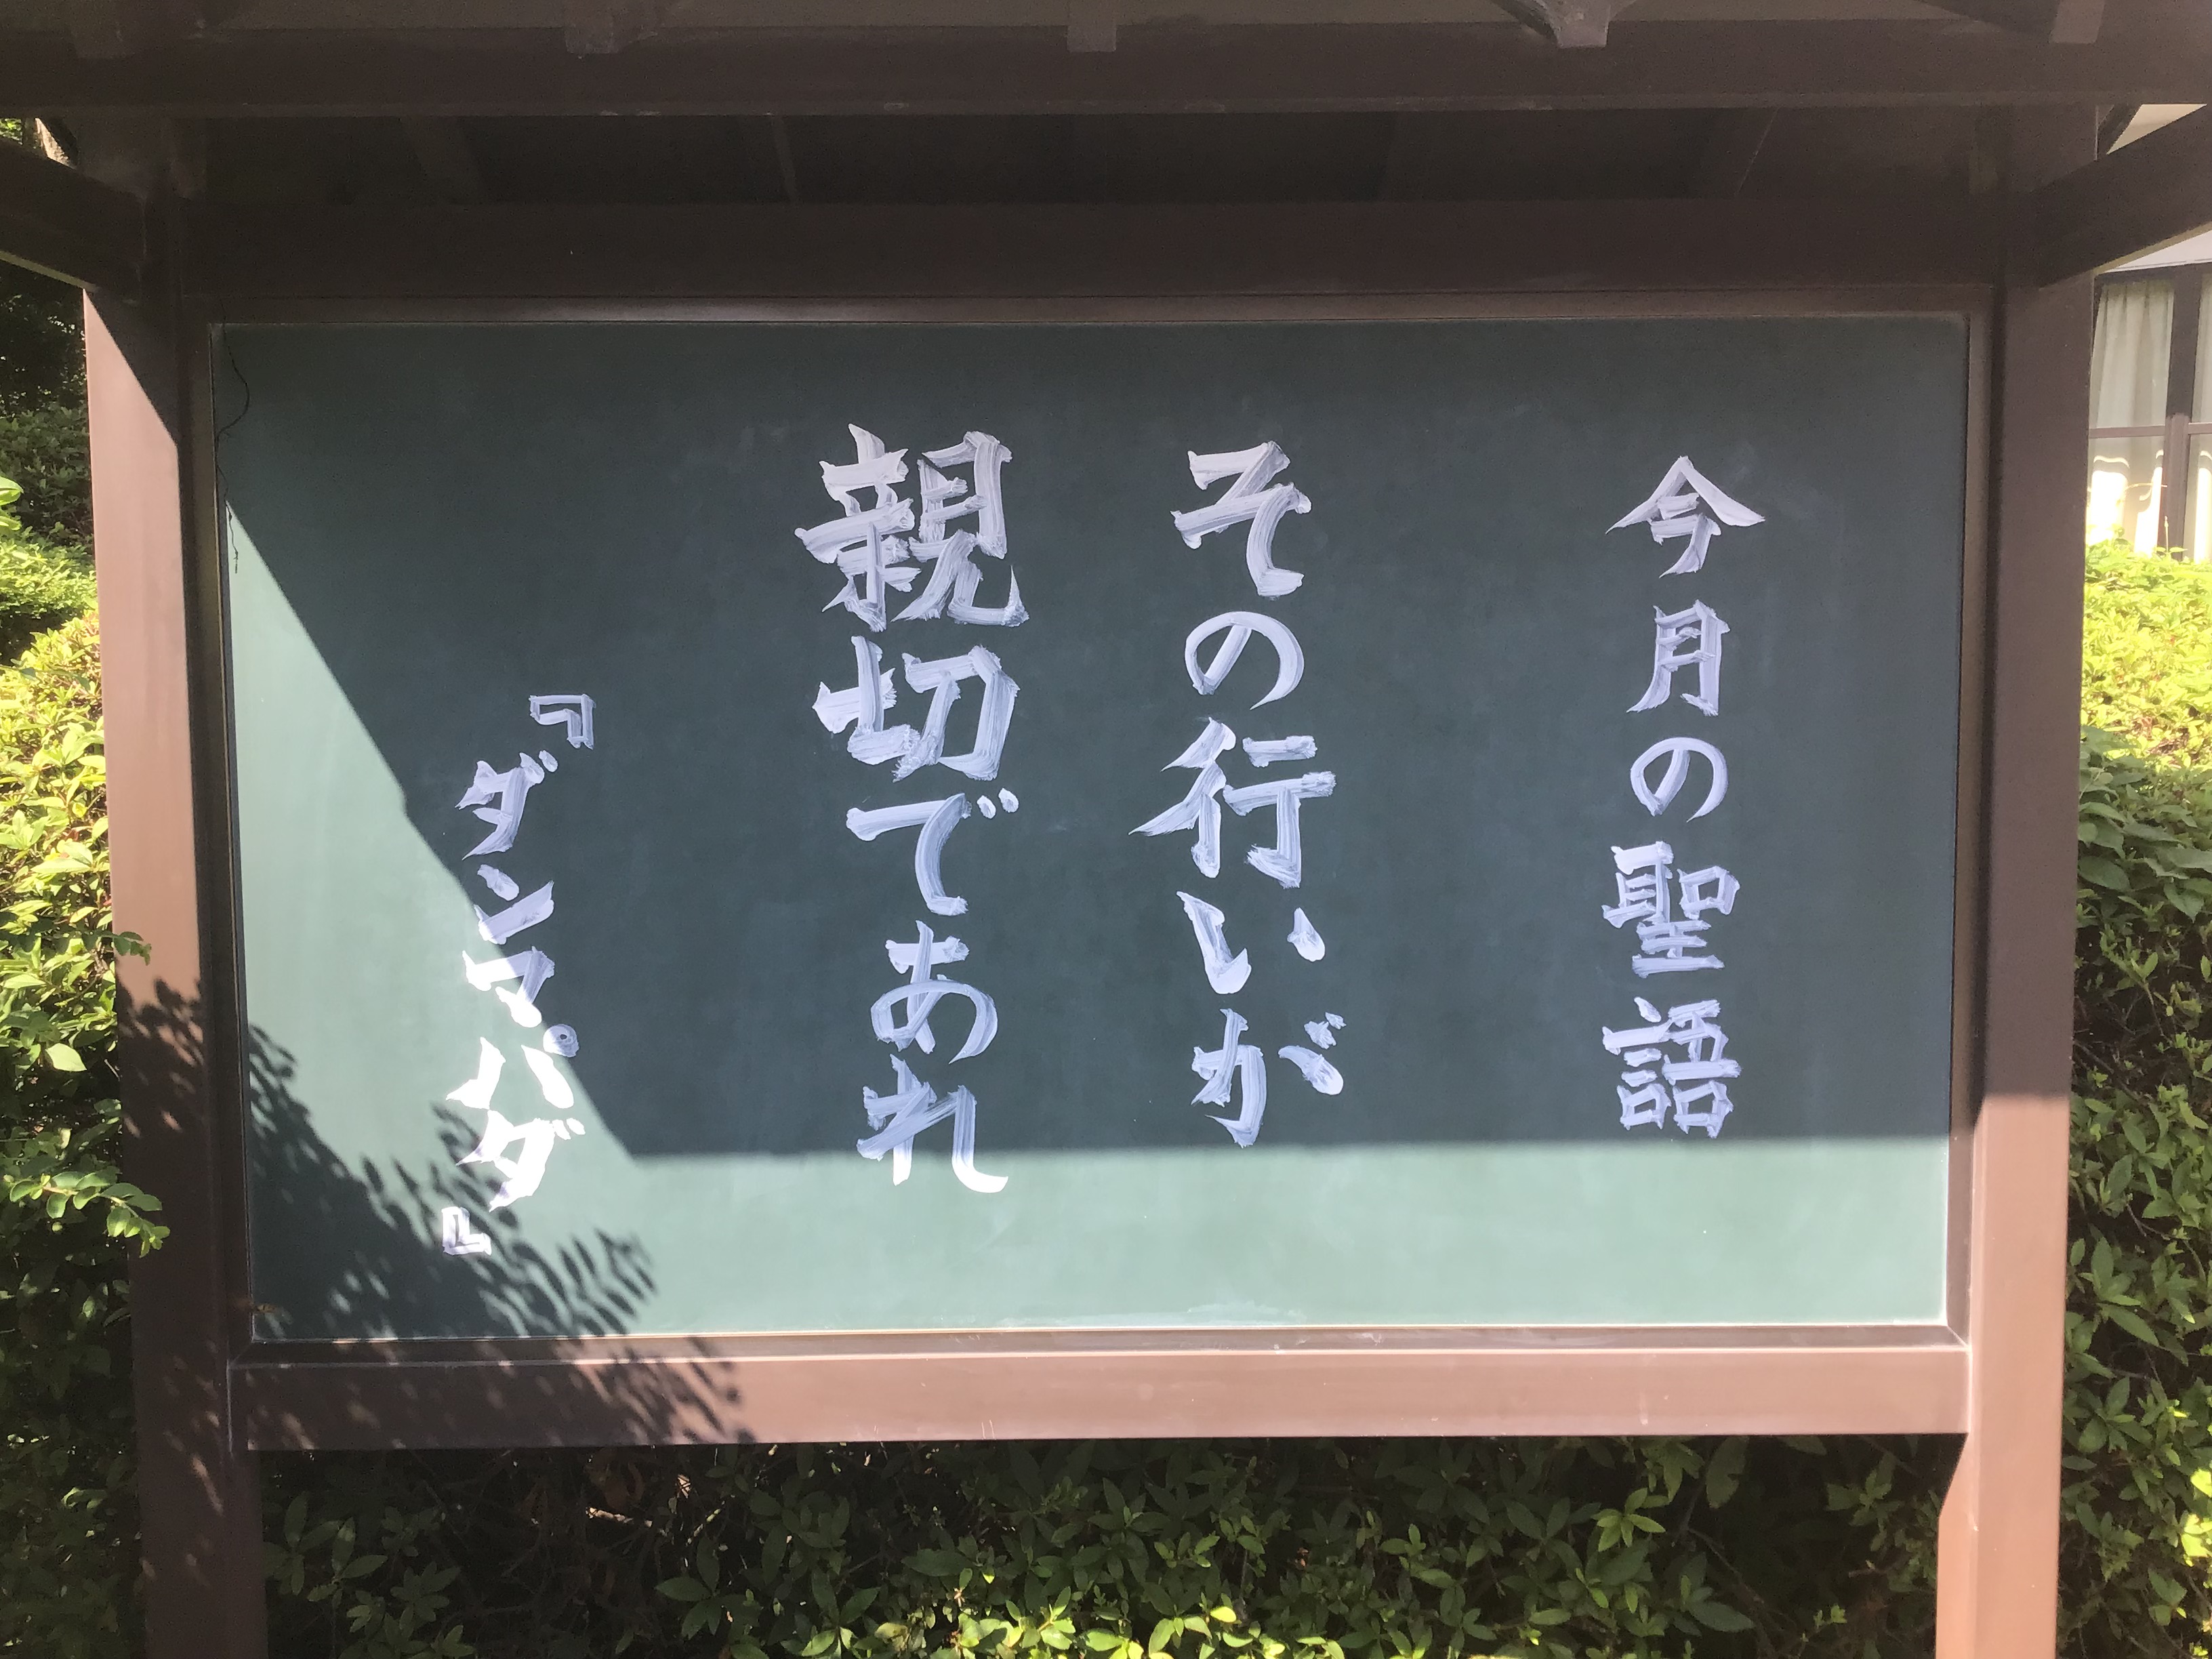 今月の聖語
その行いが
親切であれ
『ダンマパダ』